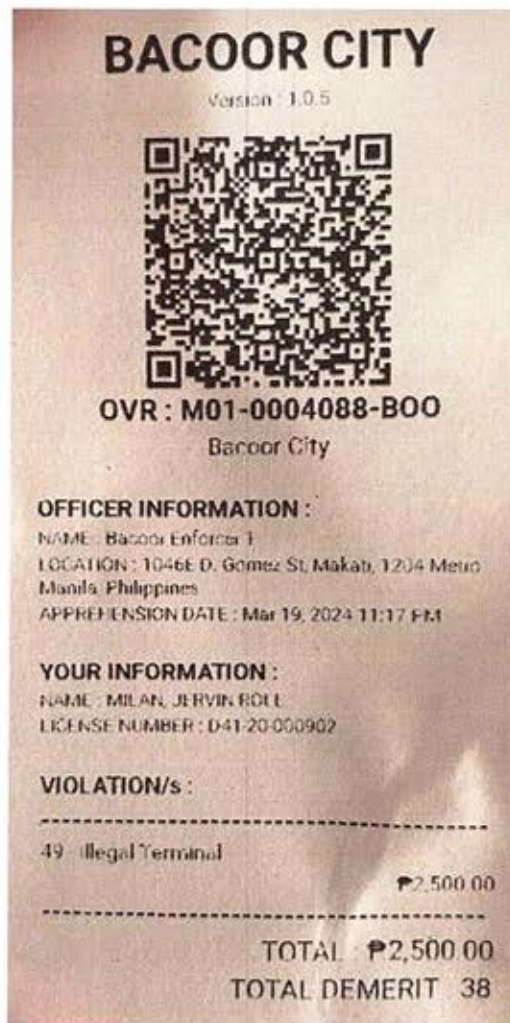 BACOOR CITY
Version : 1.0.5
OVR : M01-0004088-BOO
Bacoor City
OFFICER INFORMATION :
NAME : Bacoor Enforcer 1
LOCATION : 1046E D. Gomez St, Makati, 1204 Metro
Manila, Philippines
APPREHENSION DATE : Mar 19, 2024 11:17 PM
YOUR INFORMATION :
NAME : MILAN, JERVIN
LICENSE NUMBER : D41-20-000902
VIOLATION/s :
49 Illegal Terminal
₱2,500.00
TOTAL : ₱2,500.00
TOTAL DEMERIT 38